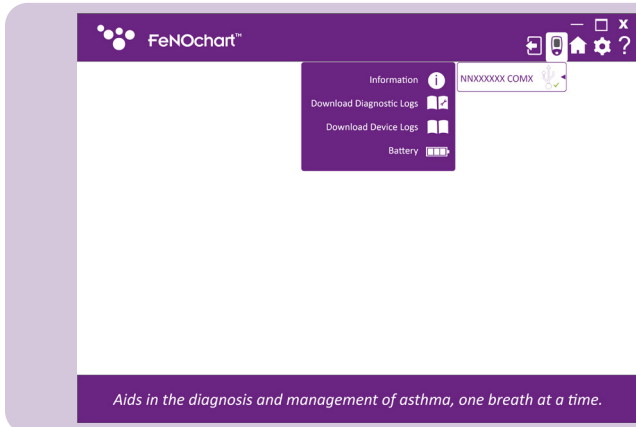 FeNOchart™
Information
NNXXXXXX COMX
Download Diagnostic Logs
Download Device Logs
Battery
Aids in the diagnosis and management of asthma, one breath at a time.